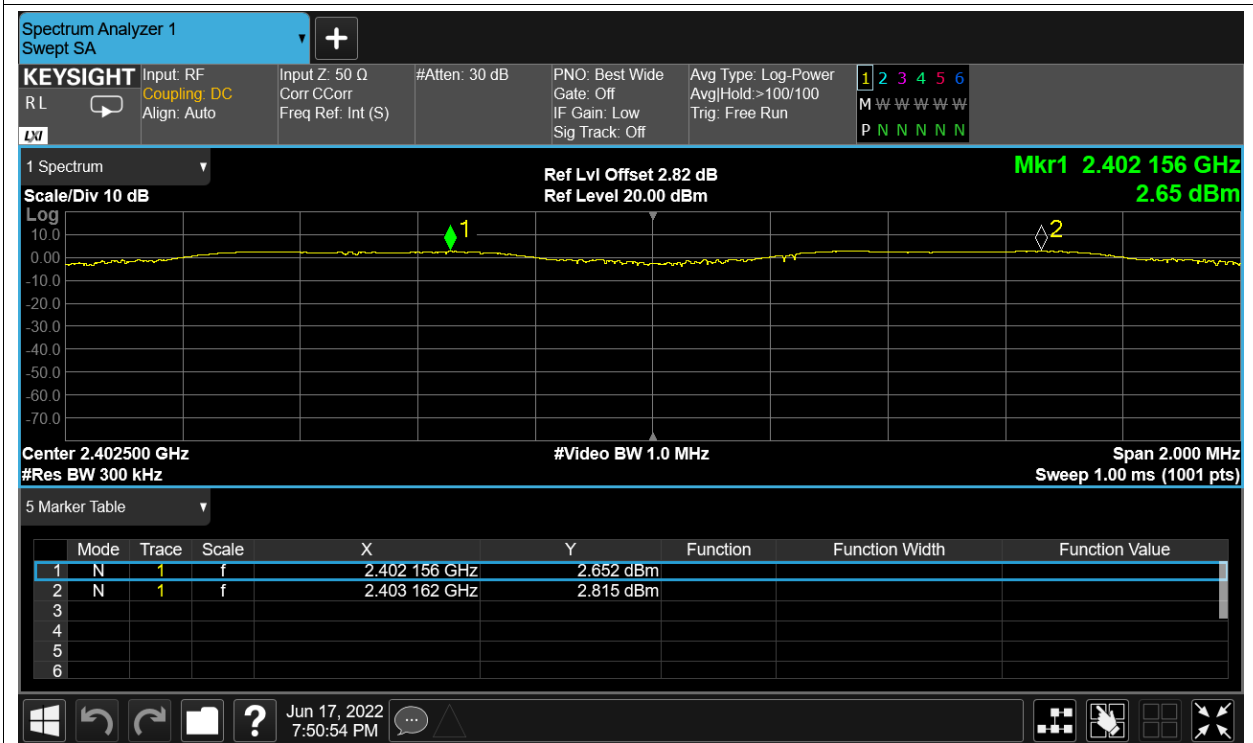 Spectrum Analyzer 1
Swept SA
+
KEYSIGHT Input: RF Input Z: 50 Ω #Atten: 30 dB PNO: Best Wide Avg Type: Log-Power 1 2 3 4 5 6
R L Coupling: DC Corr CCorr Gate: Off Avg|Hold:>100/100 M W W W W W
Align: Auto Freq Ref: Int (S) IF Gain: Low Trig: Free Run
LXI Sig Track: Off P N N N N N
1 Spectrum Ref Lvl Offset 2.82 dB Mkr1 2.402 156 GHz
Scale/Div 10 dB Ref Level 20.00 dBm 2.65 dBm
Log
1 2
10.0
0.00
-10.0
-20.0
-30.0
-40.0
-50.0
-60.0
-70.0
Center 2.402500 GHz #Video BW 1.0 MHz Span 2.000 MHz
#Res BW 300 kHz Sweep 1.00 ms (1001 pts)
5 Marker Table
Mode Trace Scale X Y Function Function Width Function Value
1 N 1 f 2.402 156 GHz 2.652 dBm
2 N 1 f 2.403 162 GHz 2.815 dBm
3
4
5
6
? Jun 17, 2022
7:50:54 PM